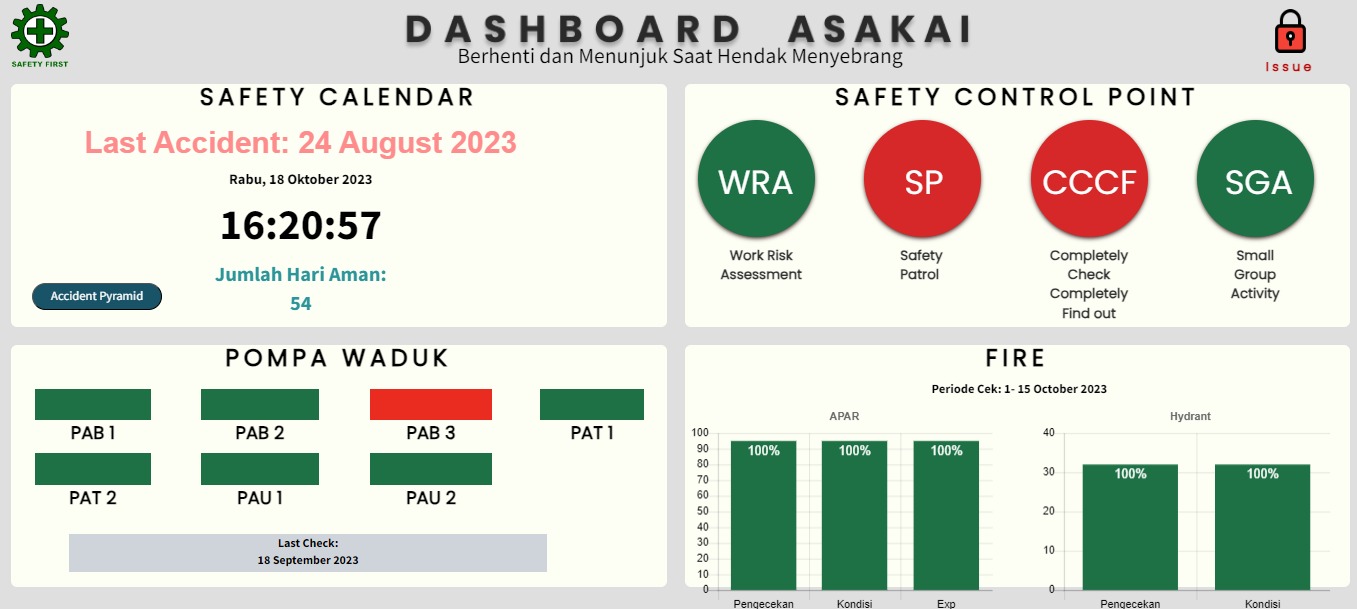 SAFETY FIRST
DASHBOARD ASAKAI
Berhenti dan Menunjuk Saat Hendak Menyebrang
Issue
SAFETY CALENDAR
Last Accident: 24 August 2023
Rabu, 18 Oktober 2023
16:20:57
Jumlah Hari Aman:
54
Accident Pyramid
SAFETY CONTROL POINT
WRA
SP
CCCF
SGA
Work Risk
Assessment
Safety
Patrol
Completely
Check
Completely
Find out
Small
Group
Activity
POMPA WADUK
PAB 1
PAB 2
PAB 3
PAT 1
PAT 2
PAU 1
PAU 2
Last Check:
18 September 2023
FIRE
Periode Cek: 1- 15 October 2023
APAR
100
90
80
70
60
50
40
30
20
10
0
100%
100%
100%
Pengecekan
Kondisi
Exp
Hydrant
40
30
20
10
0
100%
100%
Pengecekan
Kondisi